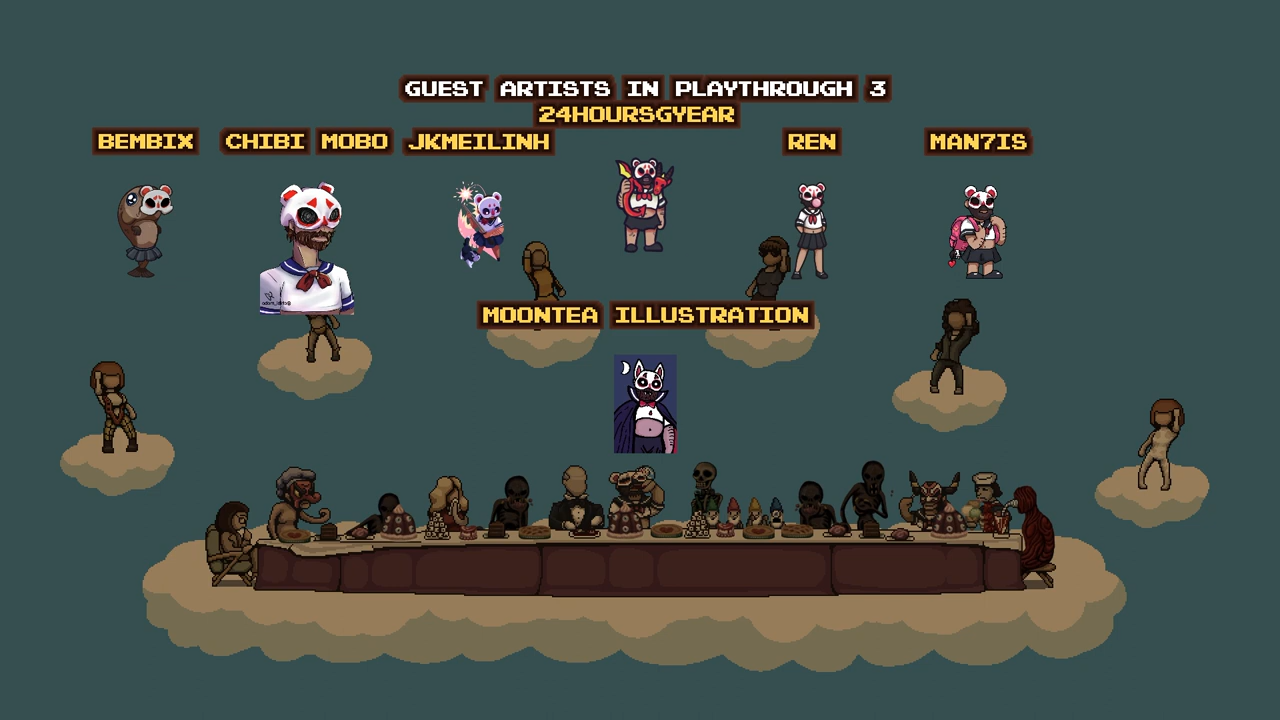 GUEST ARTISTS IN PLAYTHROUGH 3
24HOURSGYEAR
BEMBIX CHIBI MOBO JKMEILINH REN MAN7IS
MOONTEA ILLUSTRATION